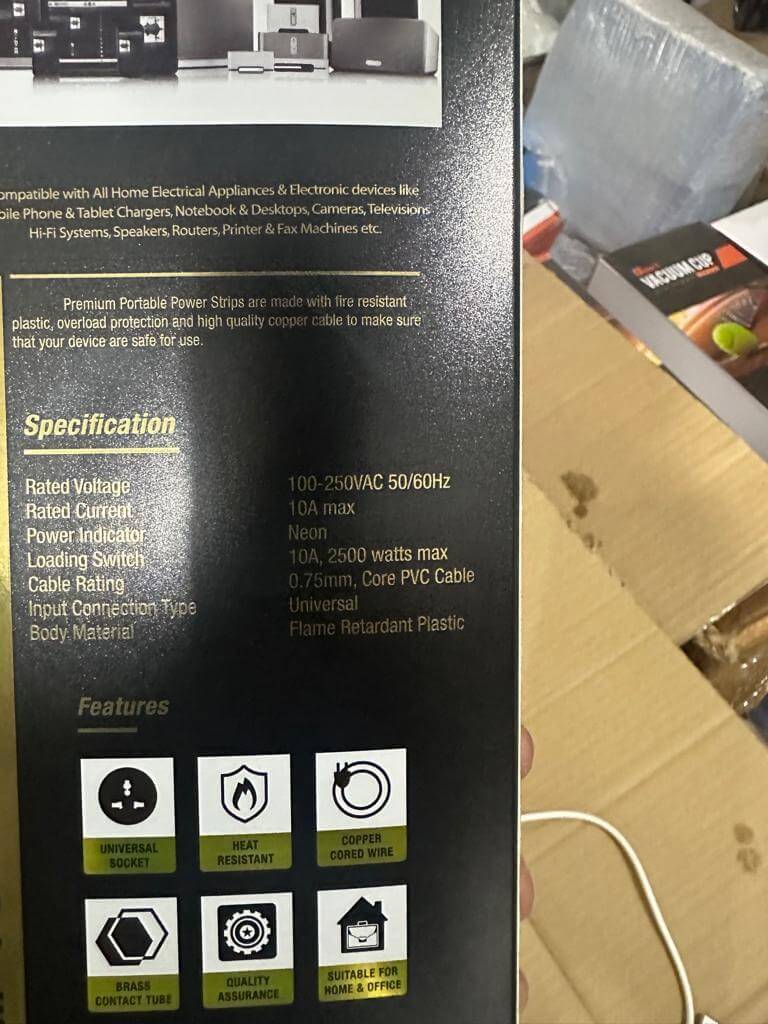 ompatible with All Home Electrical Appliances & Electronic devices like
bile Phone & Tablet Chargers, Notebook & Desktops, Cameras, Televisions
Hi-Fi Systems, Speakers, Routers, Printer & Fax Machines etc.
Premium Portable Power Strips are made with fire resistant
plastic, overload protection and high quality copper cable to make sure
that your device are safe for use.
Specification
Rated Voltage 100-250VAC 50/60Hz
Rated Current 10A max
Power Indicator Neon
Loading Switch 10A, 2500 watts max
Cable Rating 0.75mm, Core PVC Cable
Input Connection Type Universal
Body Material Flame Retardant Plastic
Features
UNIVERSAL SOCKET
HEAT RESISTANT
COPPER CORED WIRE
BRASS CONTACT TUBE
QUALITY ASSURANCE
SUITABLE FOR HOME & OFFICE
VACUUM CUP